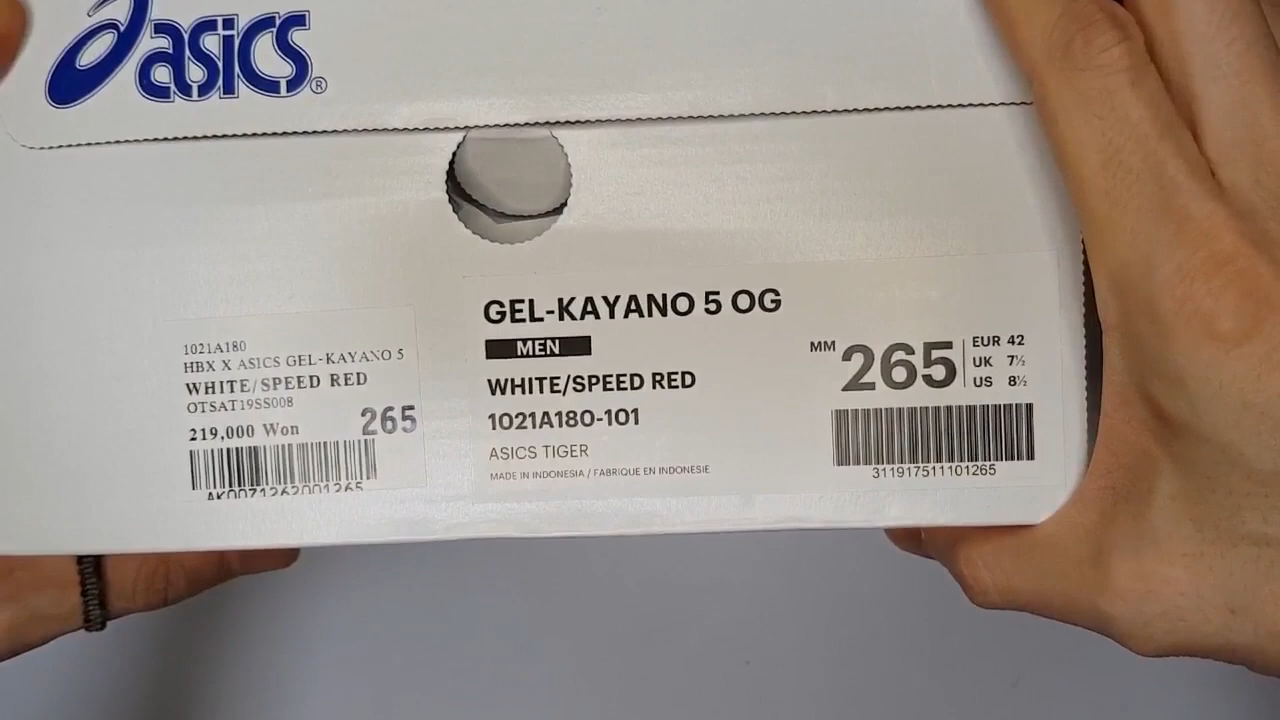 asics®
1021A180
HBX X ASICS GEL-KAYANO 5
WHITE/SPEED RED
OTSAT19SS008
219,000 Won 265
AK0071262001265
GEL-KAYANO 5 OG
MEN
WHITE/SPEED RED
1021A180-101
ASICS TIGER
MADE IN INDONESIA / FABRIQUE EN INDONESIE
MM 265
EUR 42
UK 7½
US 8½
311917511101265